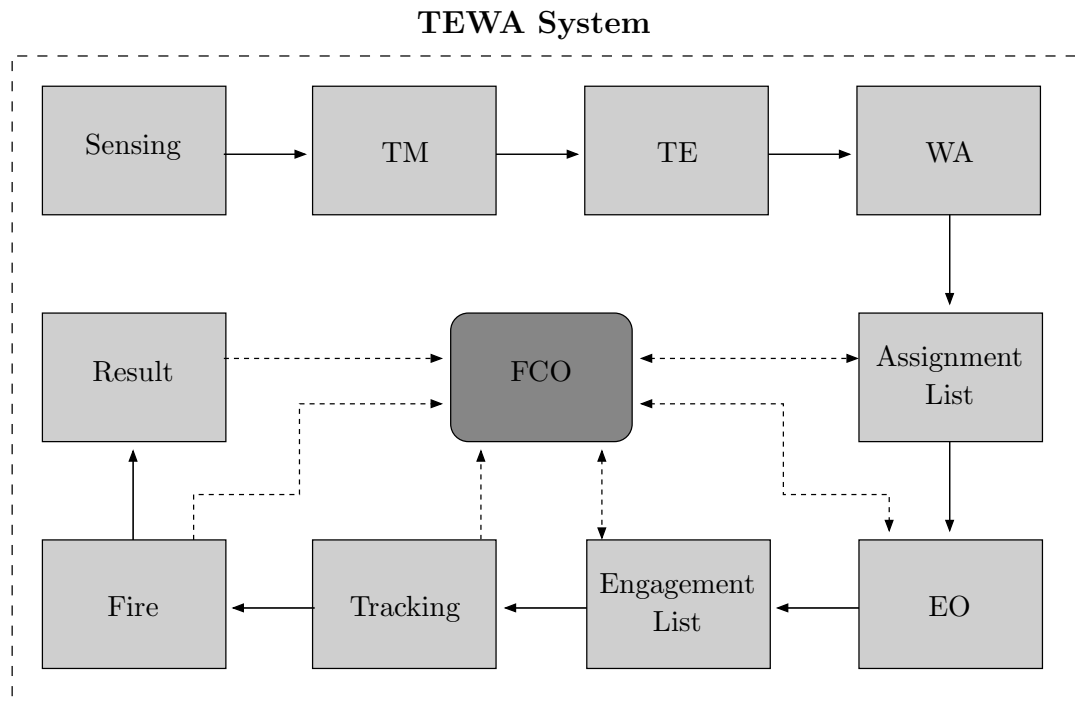 TEWA System
Sensing
TM
TE
WA
Result
FCO
Assignment
List
Fire
Tracking
Engagement
List
EO